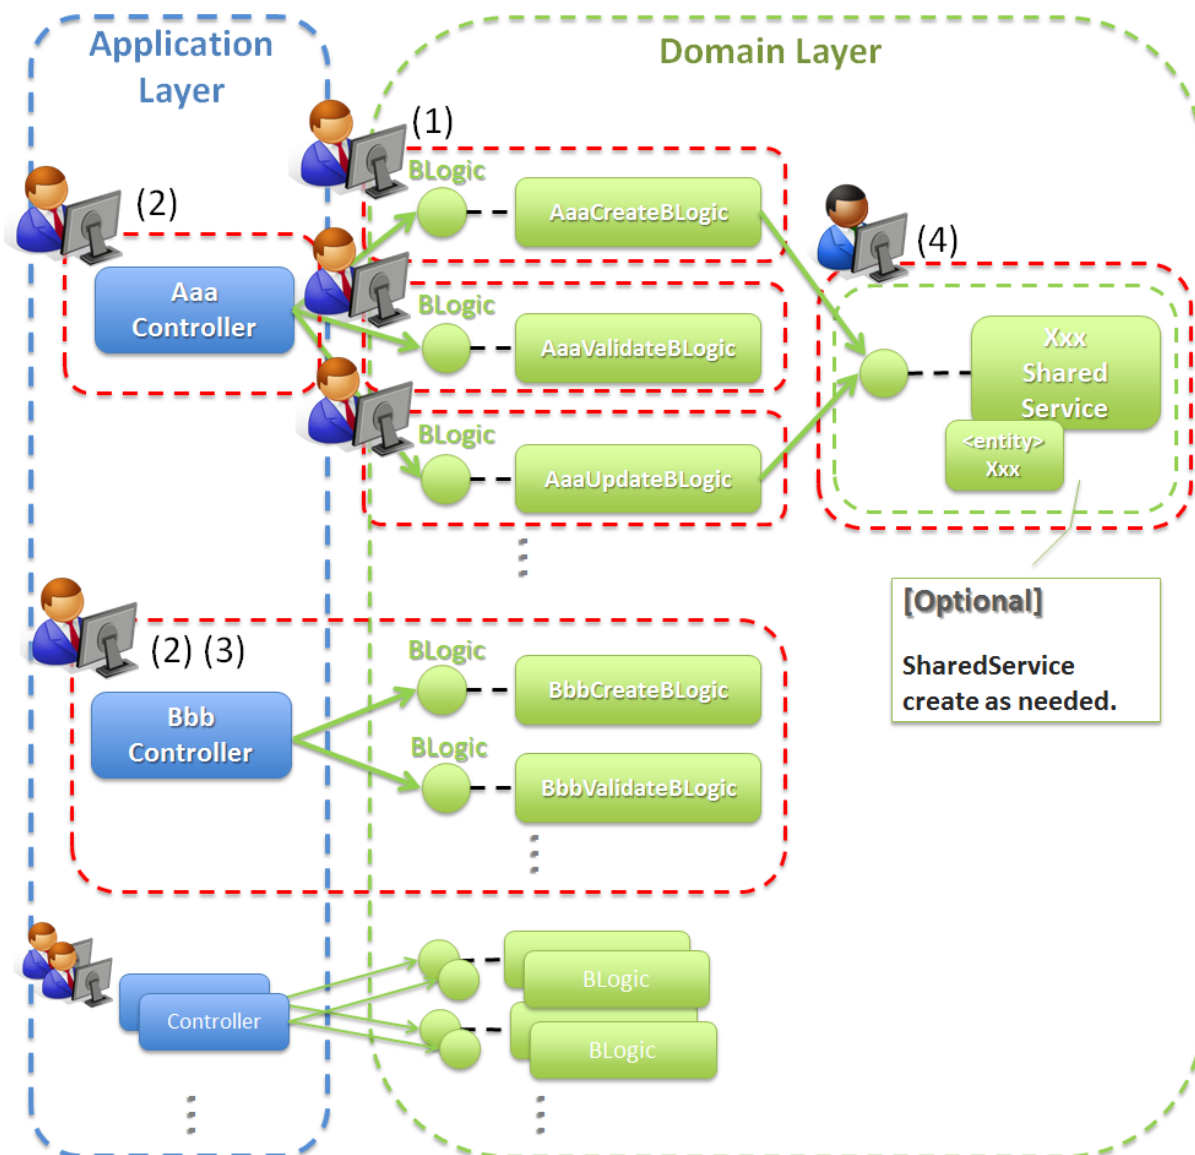 Application
Layer
Domain Layer
(1)
(2)
BLogic
AaaCreateBLogic
(4)
Aaa
Controller
BLogic
AaaValidateBLogic
Xxx
Shared
Service
<entity>
Xxx
BLogic
AaaUpdateBLogic
[Optional]
SharedService
create as needed.
(2) (3)
BLogic
BbbCreateBLogic
Bbb
Controller
BLogic
BbbValidateBLogic
Controller
BLogic
BLogic